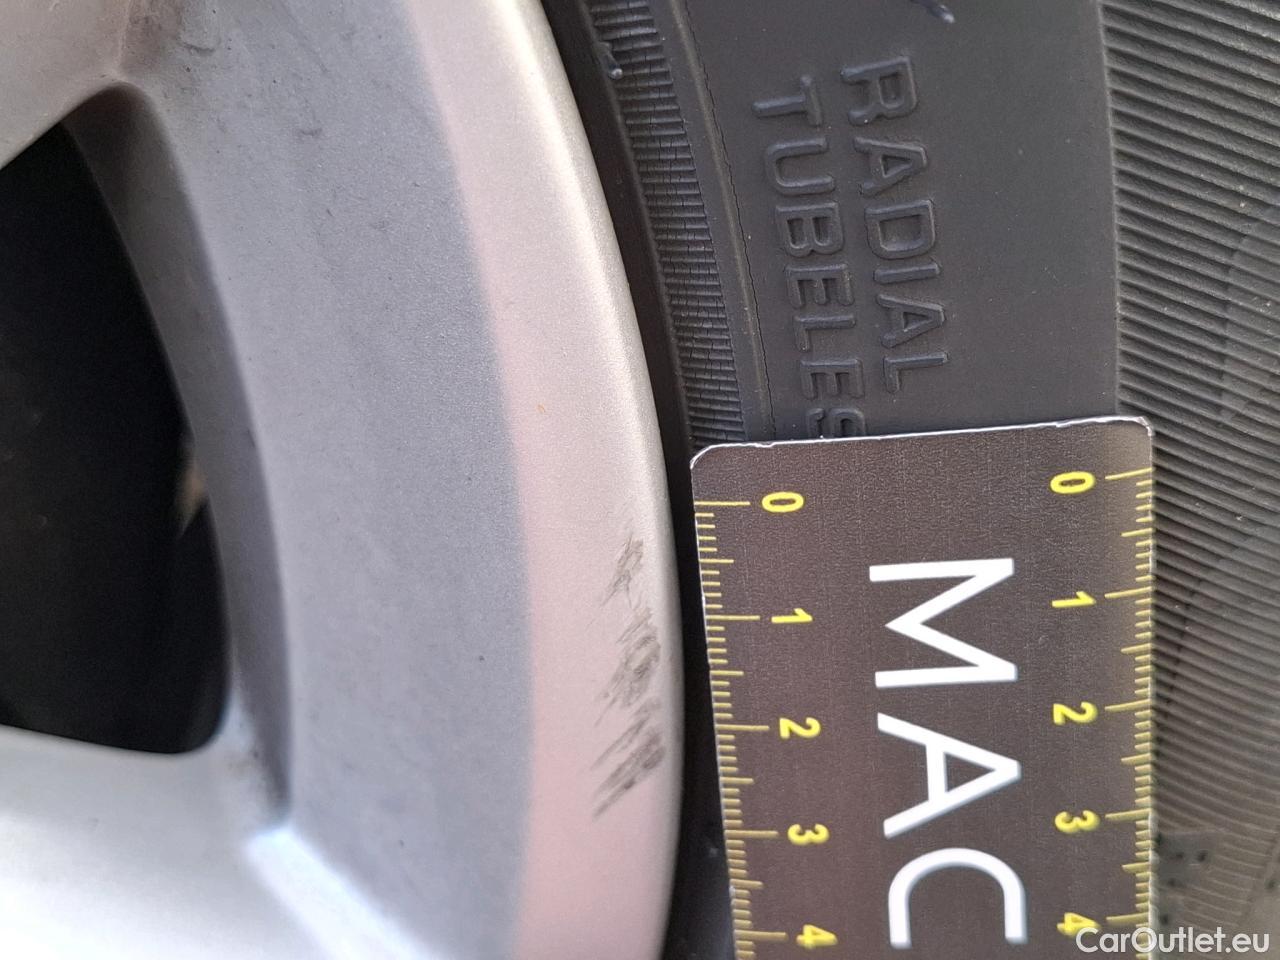 RADIAL
TUBELES
0 1 2 3 4
MAC
0 1 2 3 4
CarOutlet.eu